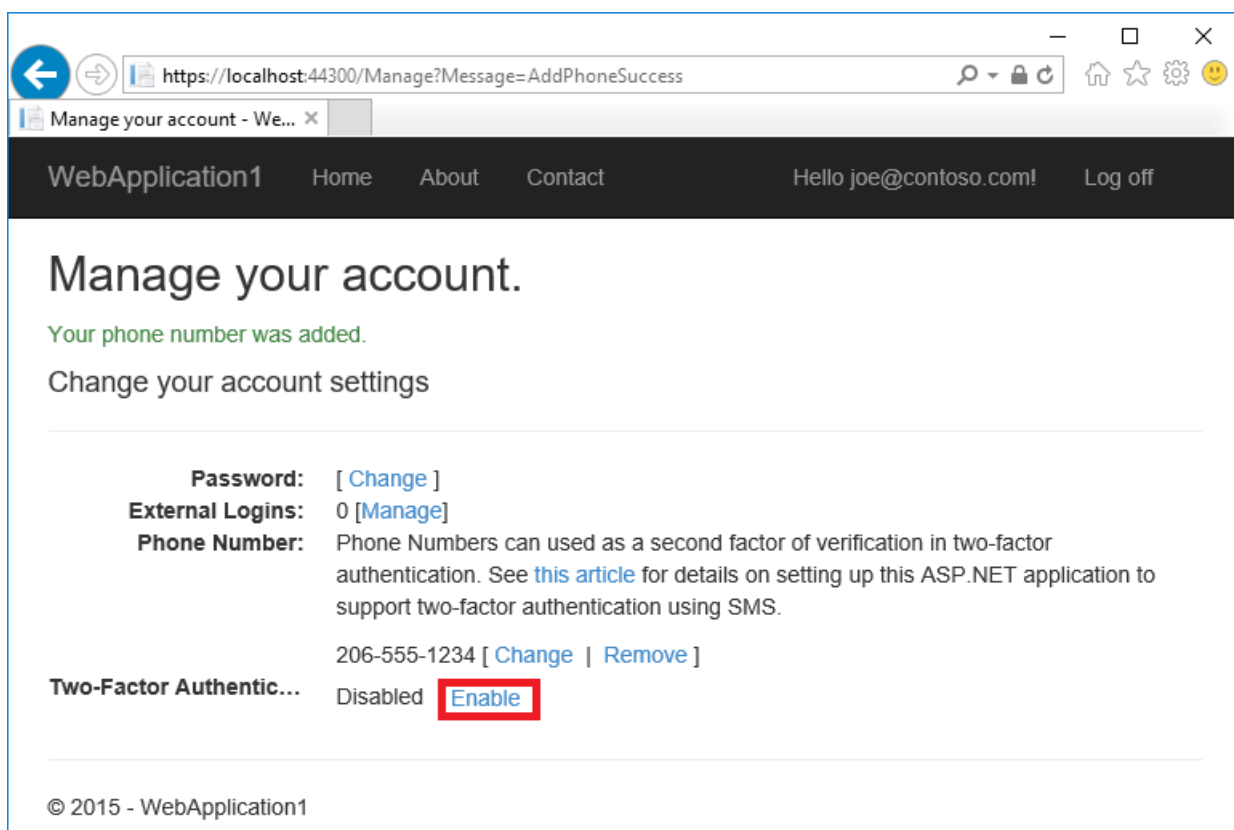 https://localhost:44300/Manage?Message=AddPhoneSuccess
Manage your account - We...
WebApplication1 Home About Contact Hello joe@contoso.com! Log off
Manage your account.
Your phone number was added.
Change your account settings
Password: [ Change ]
External Logins: 0 [Manage]
Phone Number: Phone Numbers can used as a second factor of verification in two-factor
authentication. See this article for details on setting up this ASP.NET application to
support two-factor authentication using SMS.
206-555-1234 [ Change | Remove ]
Two-Factor Authentic... Disabled Enable
© 2015 - WebApplication1